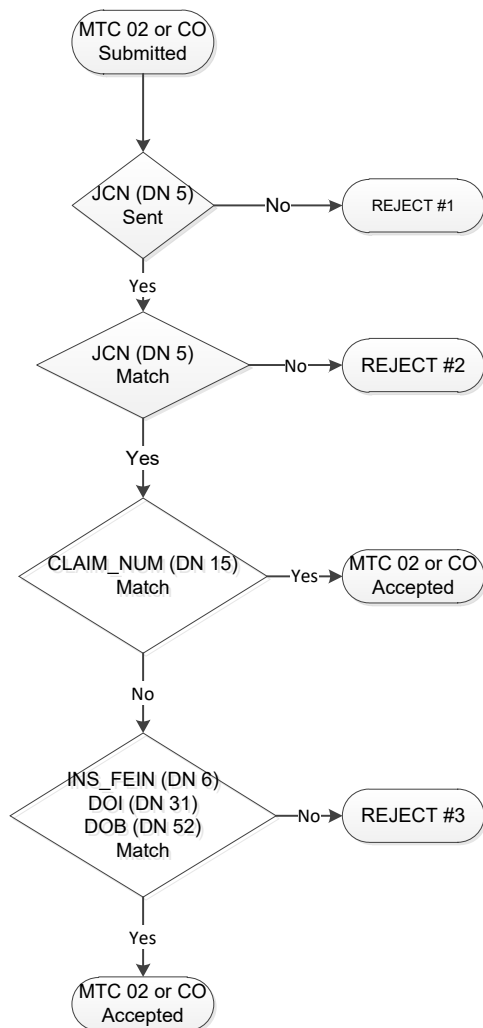 MTC 02 or CO
Submitted
JCN (DN 5)
Sent
No
REJECT #1
Yes
JCN (DN 5)
Match
No
REJECT #2
Yes
CLAIM_NUM (DN 15)
Match
Yes
MTC 02 or CO
Accepted
No
INS_FEIN (DN 6)
DOI (DN 31)
DOB (DN 52)
Match
No
REJECT #3
Yes
MTC 02 or CO
Accepted